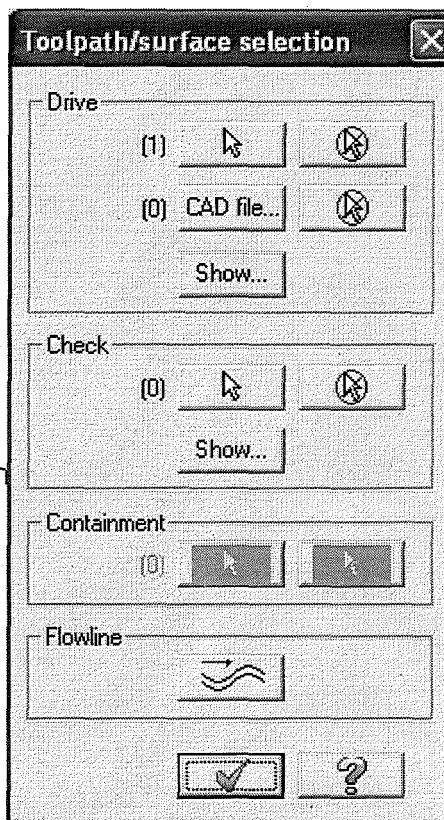 Toolpath/surface selection
Drive
(1)
(0) CAD file...
Show...
Check
(0)
Show...
Containment
(0)
Flowline